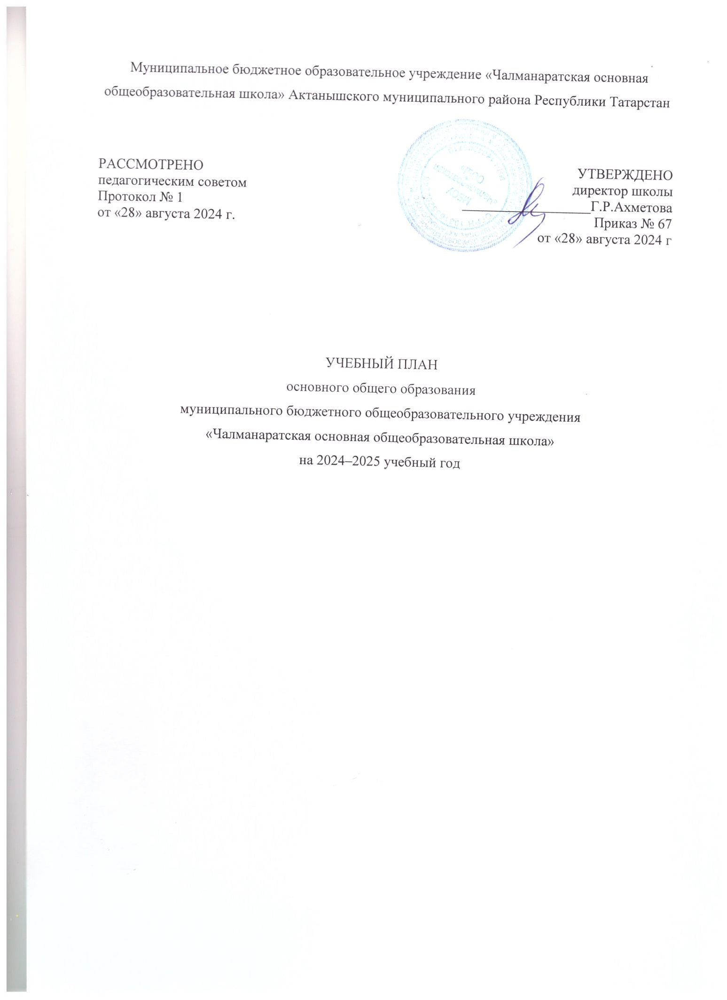 Муниципальное бюджетное образовательное учреждение «Чалманаратская основная
общеобразовательная школа» Актанышского муниципального района Республики Татарстан
РАССМОТРЕНО
педагогическим советом
Протокол № 1
от «28» августа 2024 г.
УТВЕРЖДЕНО
директор школы
____________________Г.Р.Ахметова
Приказ № 67
от «28» августа 2024 г
УЧЕБНЫЙ ПЛАН
основного общего образования
муниципального бюджетного общеобразовательного учреждения
«Чалманаратская основная общеобразовательная школа»
на 2024–2025 учебный год